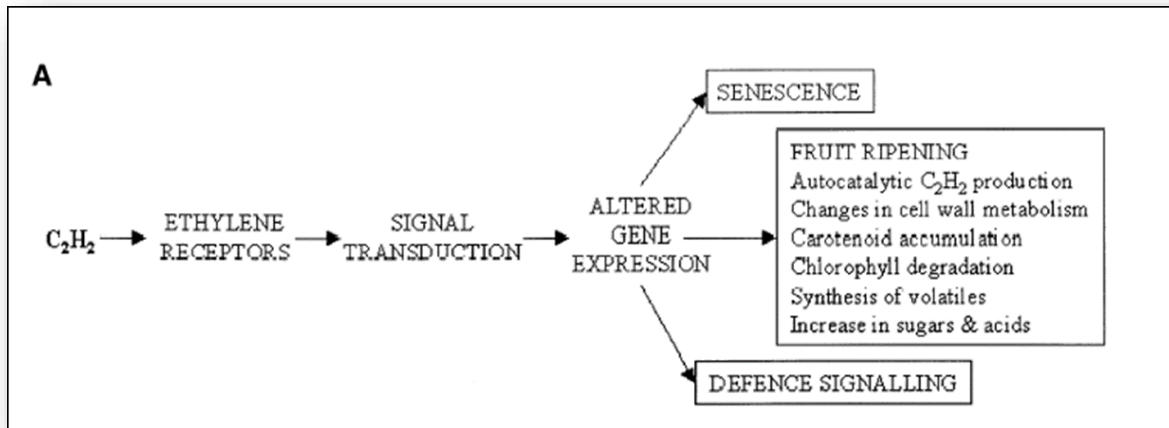 A
SENESCENCE
FRUIT RIPENING
Autocatalytic C₂H₂ production
Changes in cell wall metabolism
Carotenoid accumulation
Chlorophyll degradation
Synthesis of volatiles
Increase in sugars & acids
C₂H₂
ETHYLENE
RECEPTORS
SIGNAL
TRANSDUCTION
ALTERED
GENE
EXPRESSION
DEFENCE SIGNALLING